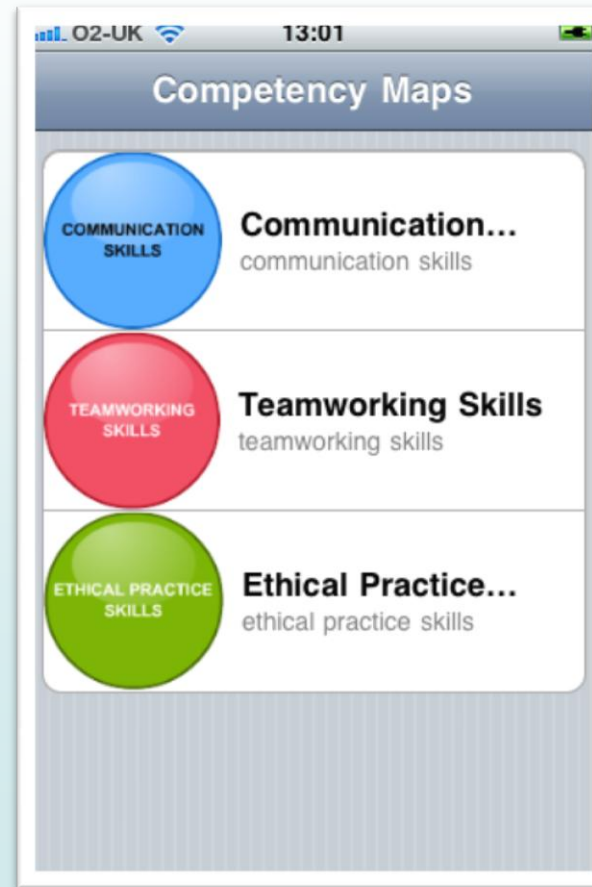 O2-UK 13:01
Competency Maps
COMMUNICATION
SKILLS
Communication...
communication skills
TEAMWORKING
SKILLS
Teamworking Skills
teamworking skills
ETHICAL PRACTICE
SKILLS
Ethical Practice...
ethical practice skills